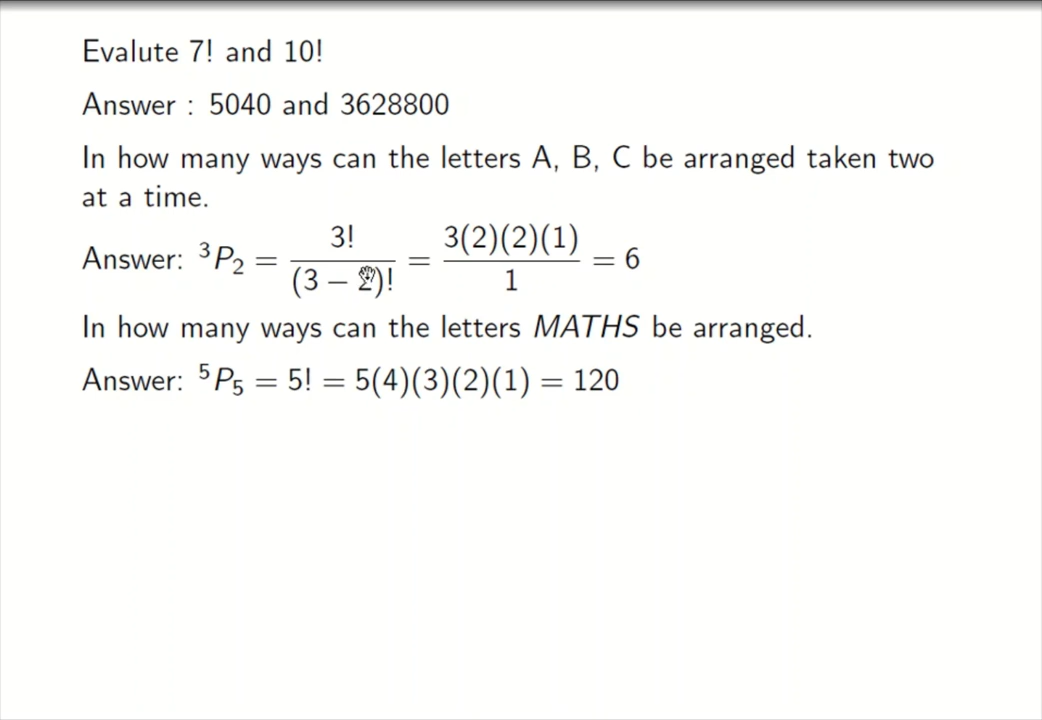 Evalute 7! and 10!
Answer : 5040 and 3628800
In how many ways can the letters A, B, C be arranged taken two
at a time.
Answer: ³P₂ = 3!/(3 − 2)! = 3(2)(2)(1)/1 = 6
In how many ways can the letters MATHS be arranged.
Answer: ⁵P₅ = 5! = 5(4)(3)(2)(1) = 120